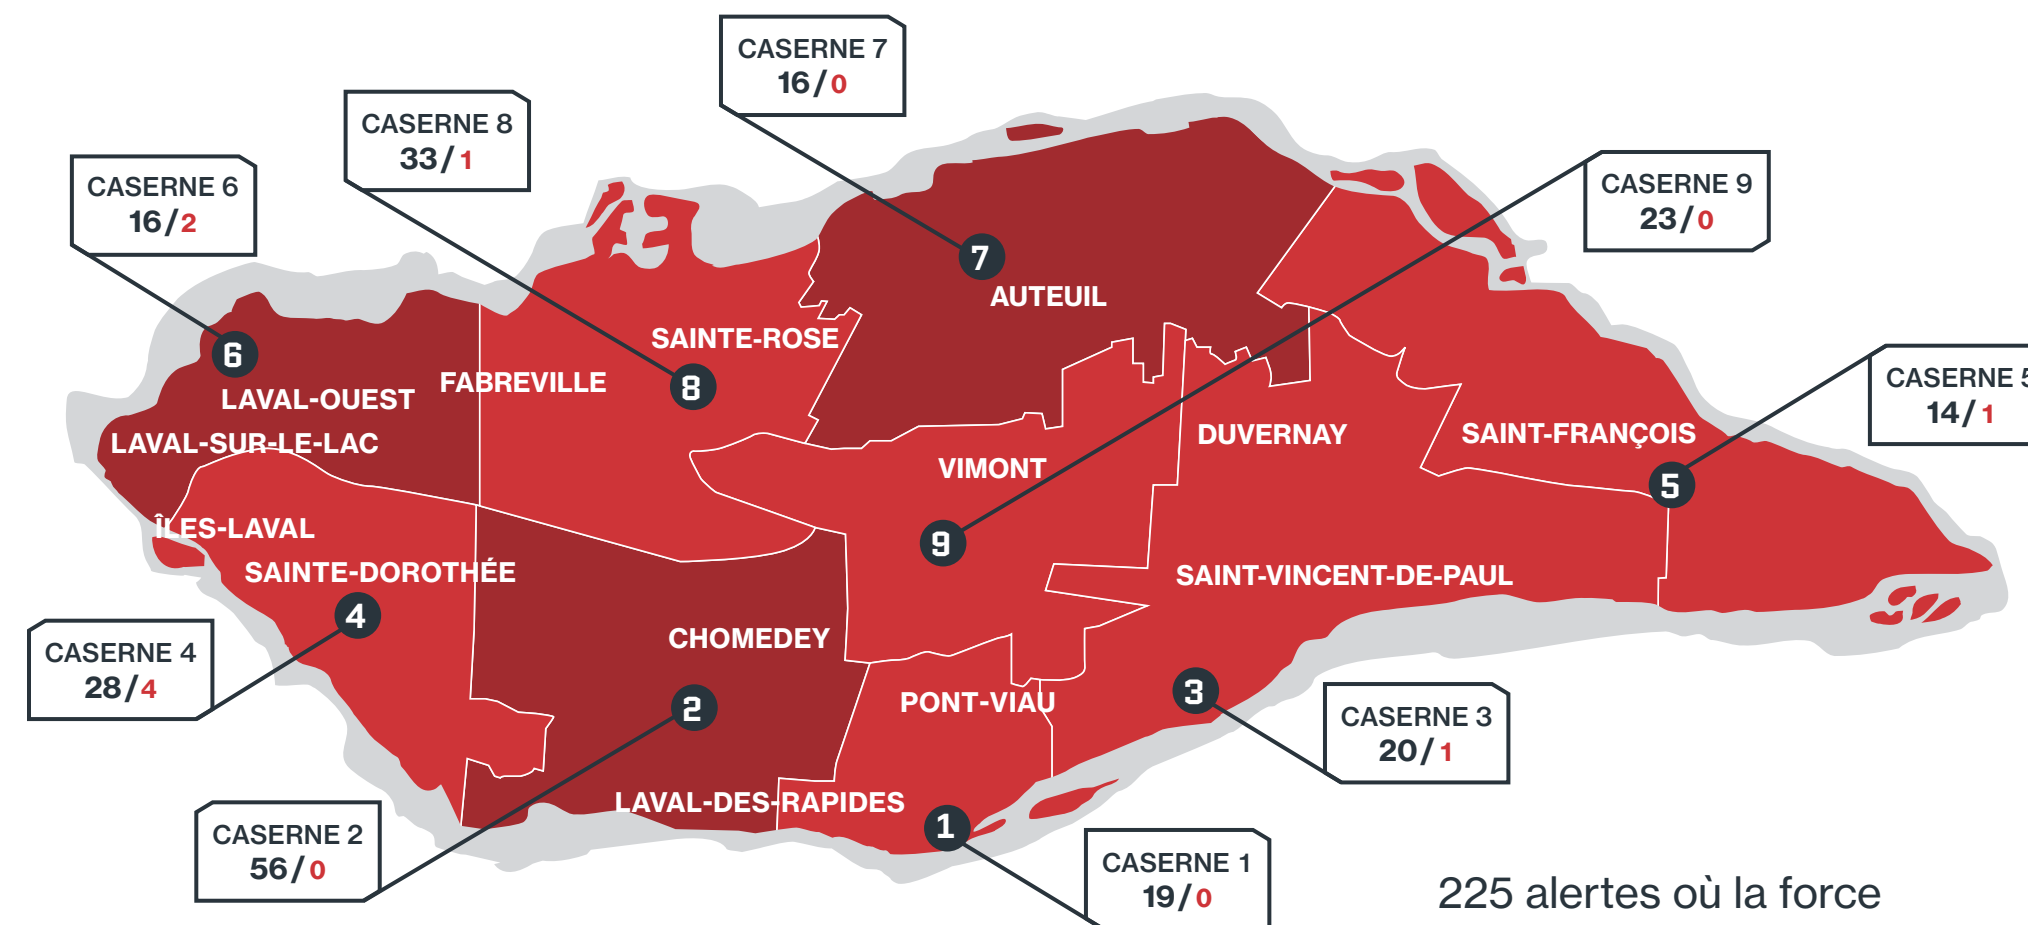 CASERNE 7
16/0
CASERNE 8
33/1
CASERNE 9
23/0
CASERNE 6
16/2
7
AUTEUIL
SAINTE-ROSE
6
FABREVILLE
8
CASERNE 5
14/1
LAVAL-OUEST
LAVAL-SUR-LE-LAC
DUVERNAY
SAINT-FRANÇOIS
VIMONT
5
ÎLES-LAVAL
9
SAINTE-DOROTHÉE
SAINT-VINCENT-DE-PAUL
4
CHOMEDEY
CASERNE 4
28/4
2
PONT-VIAU
3
CASERNE 3
20/1
LAVAL-DES-RAPIDES
1
CASERNE 2
56/0
CASERNE 1
19/0
225 alertes où la force